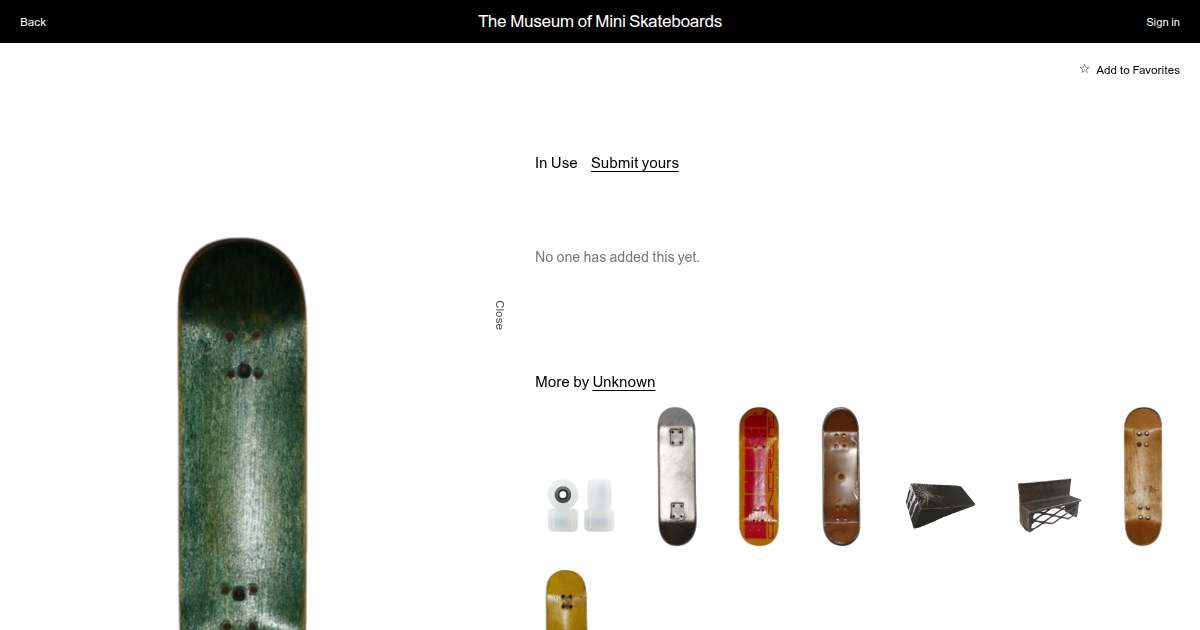 Back
The Museum of Mini Skateboards
Sign in
☆ Add to Favorites
In Use Submit yours
No one has added this yet.
Close
More by Unknown